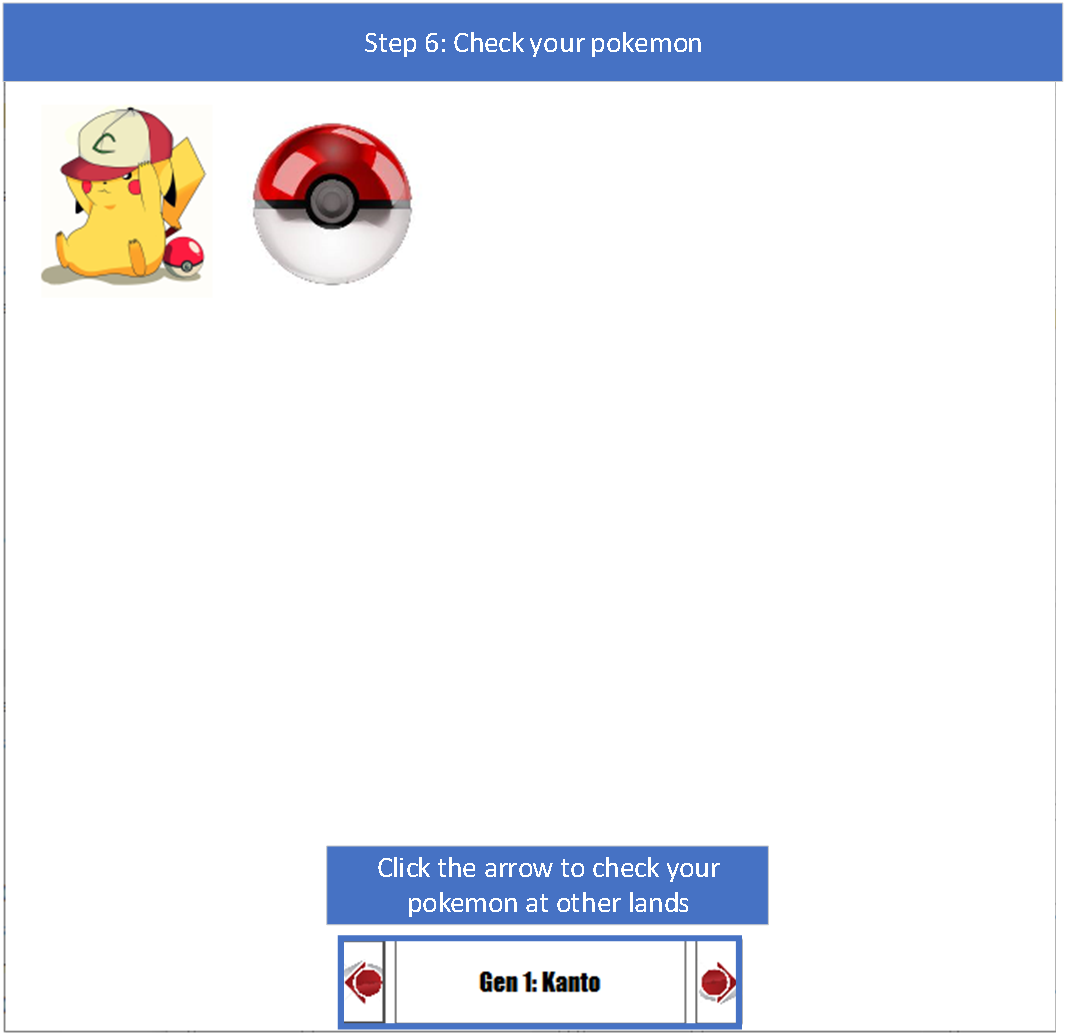 Step 6: Check your pokemon
Click the arrow to check your
pokemon at other lands
Gen 1: Kanto